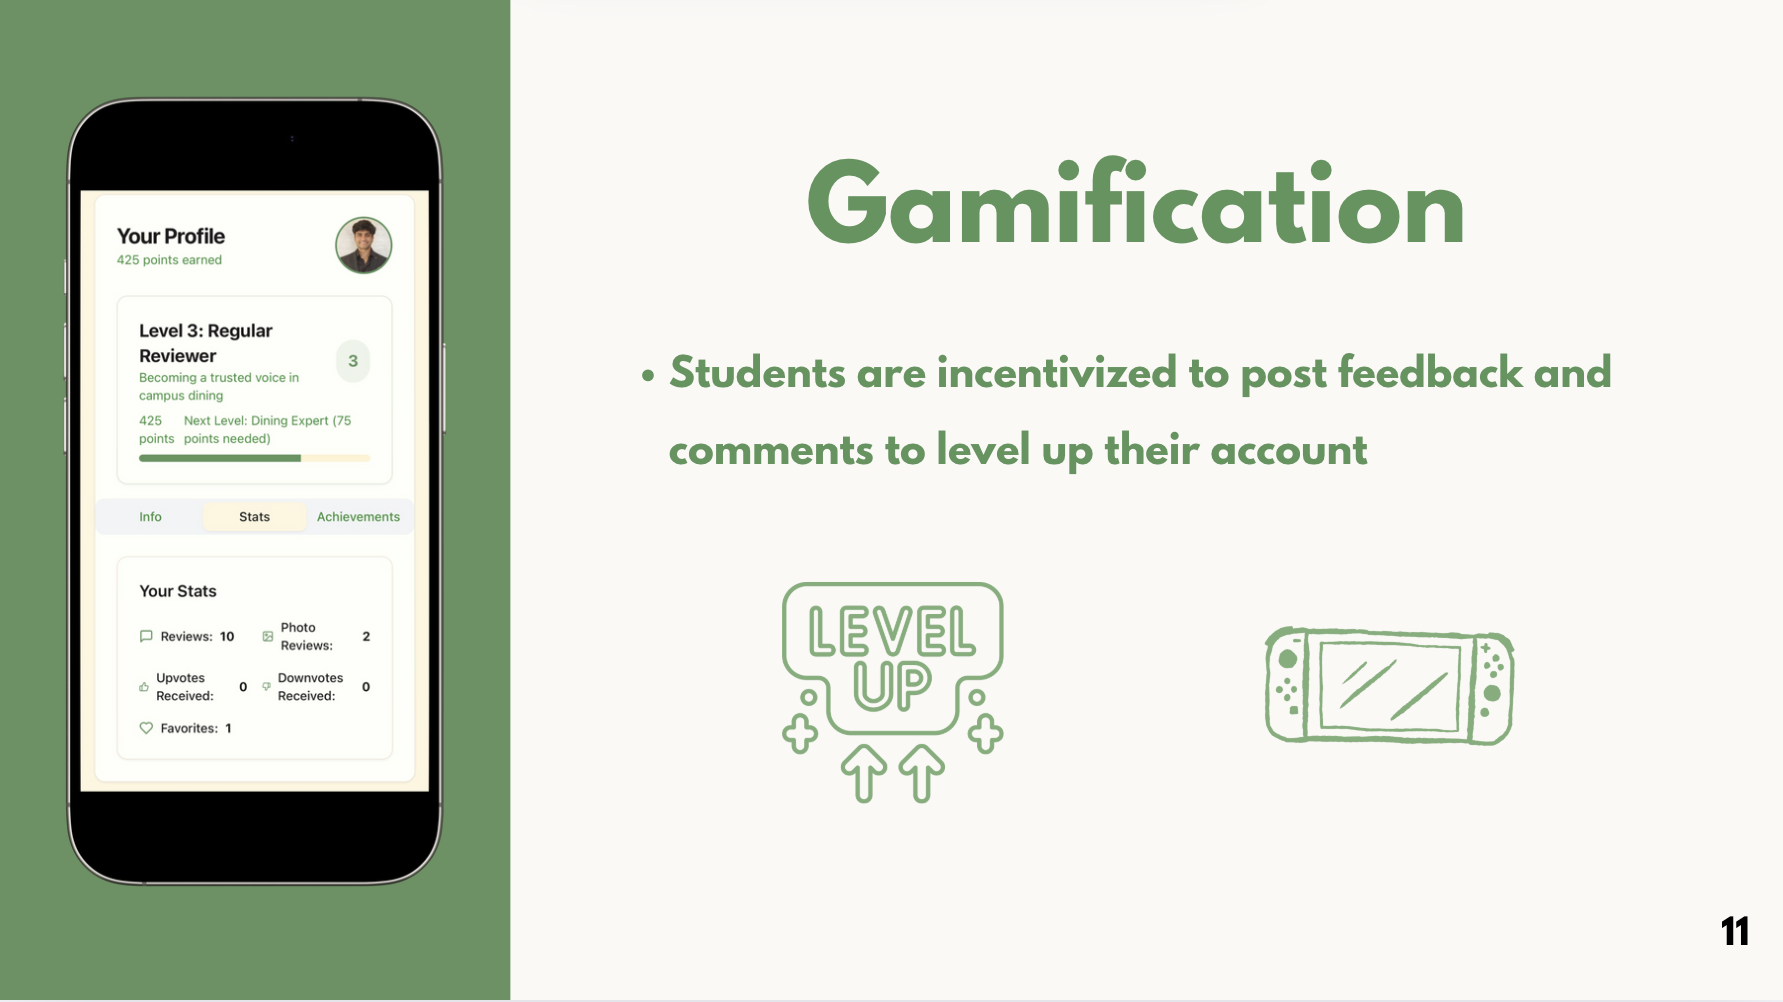 Your Profile
425 points earned
Level 3: Regular
Reviewer
3
Becoming a trusted voice in
campus dining
425 Next Level: Dining Expert (75
points points needed)
Info Stats Achievements
Your Stats
Reviews: 10
Photo
Reviews: 2
Upvotes
Received: 0
Downvotes
Received: 0
Favorites: 1
Gamification
• Students are incentivized to post feedback and
comments to level up their account
LEVEL
UP
11